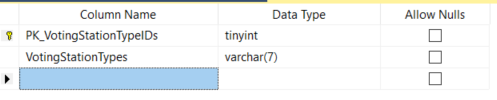 Column Name Data Type Allow Nulls
PK_VotingStationTypeIDs tinyint
VotingStationTypes varchar(7)